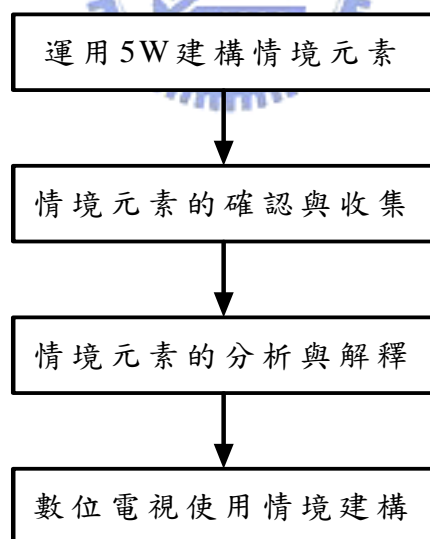 運用5W建構情境元素
情境元素的確認與收集
情境元素的分析與解釋
數位電視使用情境建構